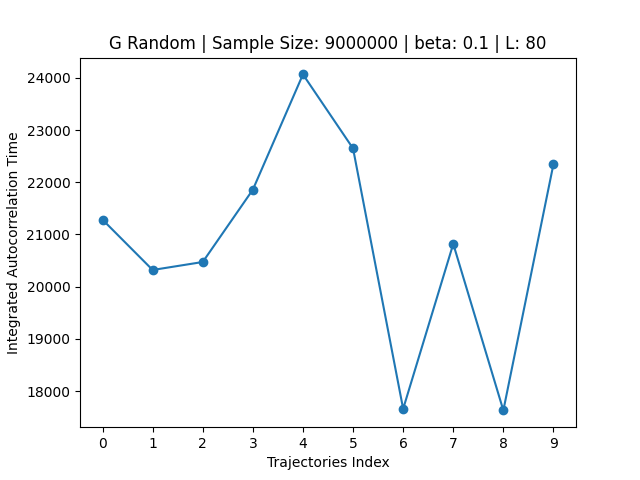 G Random | Sample Size: 9000000 | beta: 0.1 | L: 80
Integrated Autocorrelation Time
24000
23000
22000
21000
20000
19000
18000
0 1 2 3 4 5 6 7 8 9
Trajectories Index